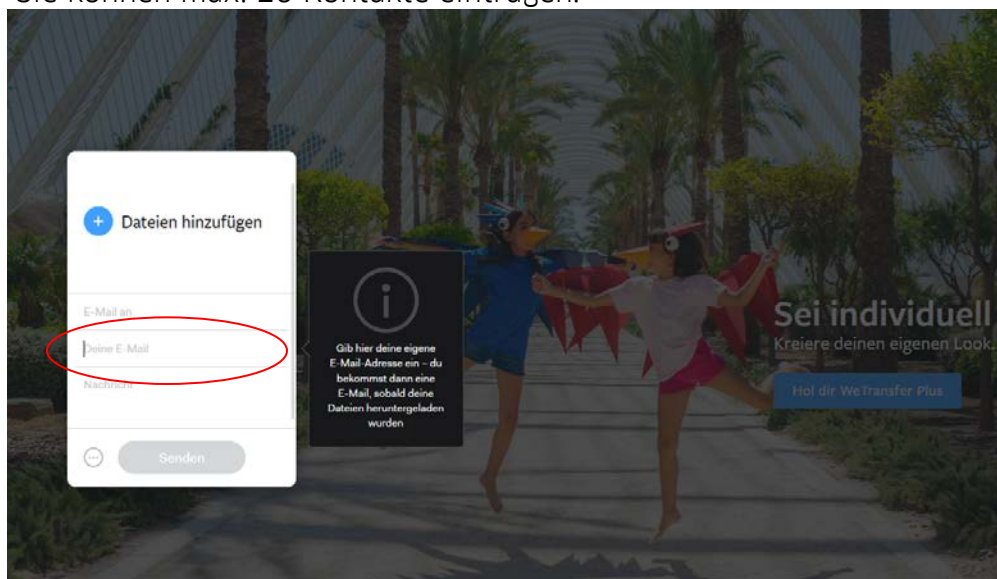 Sie können max. 20 Kontakte eintragen.
Dateien hinzufügen
E-Mail an
Deine E-Mail
Nachricht
Senden
Gib hier deine eigene
E-Mail-Adresse ein – du
bekommst dann eine
E-Mail, sobald deine
Dateien heruntergeladen
wurden
Sei individuell
Kreiere deinen eigenen Look.
Hol dir WeTransfer Plus